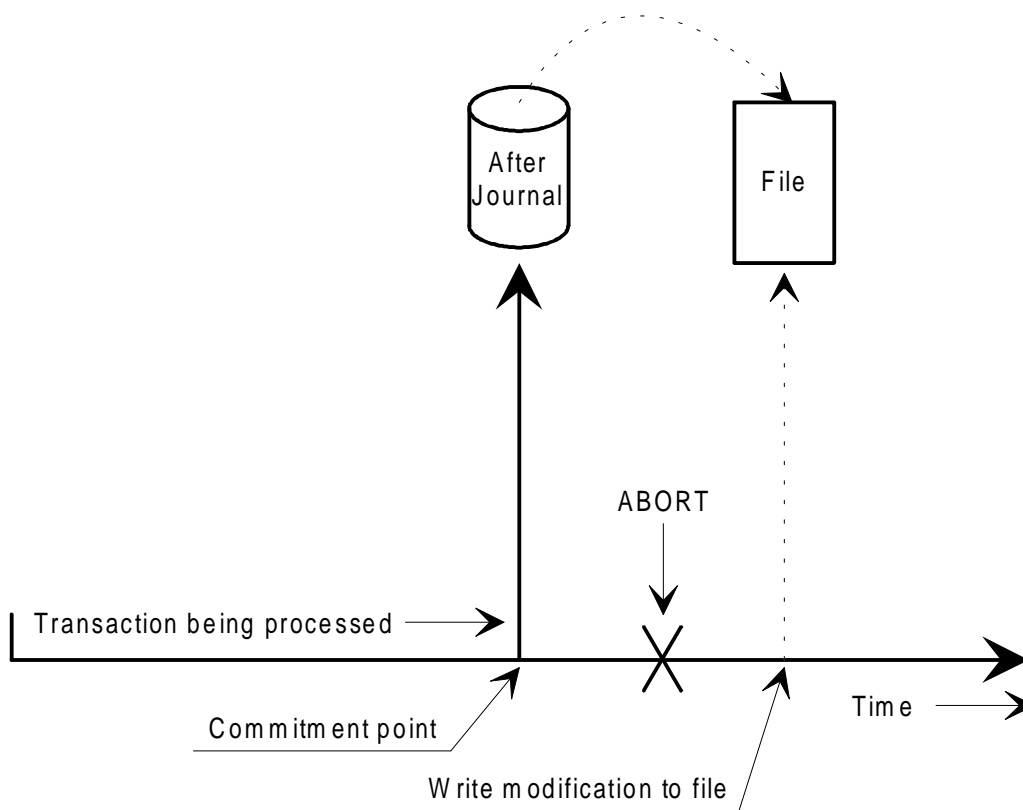 After
Journal
File
ABORT
Transaction being processed
Time
Commitment point
Write modification to file